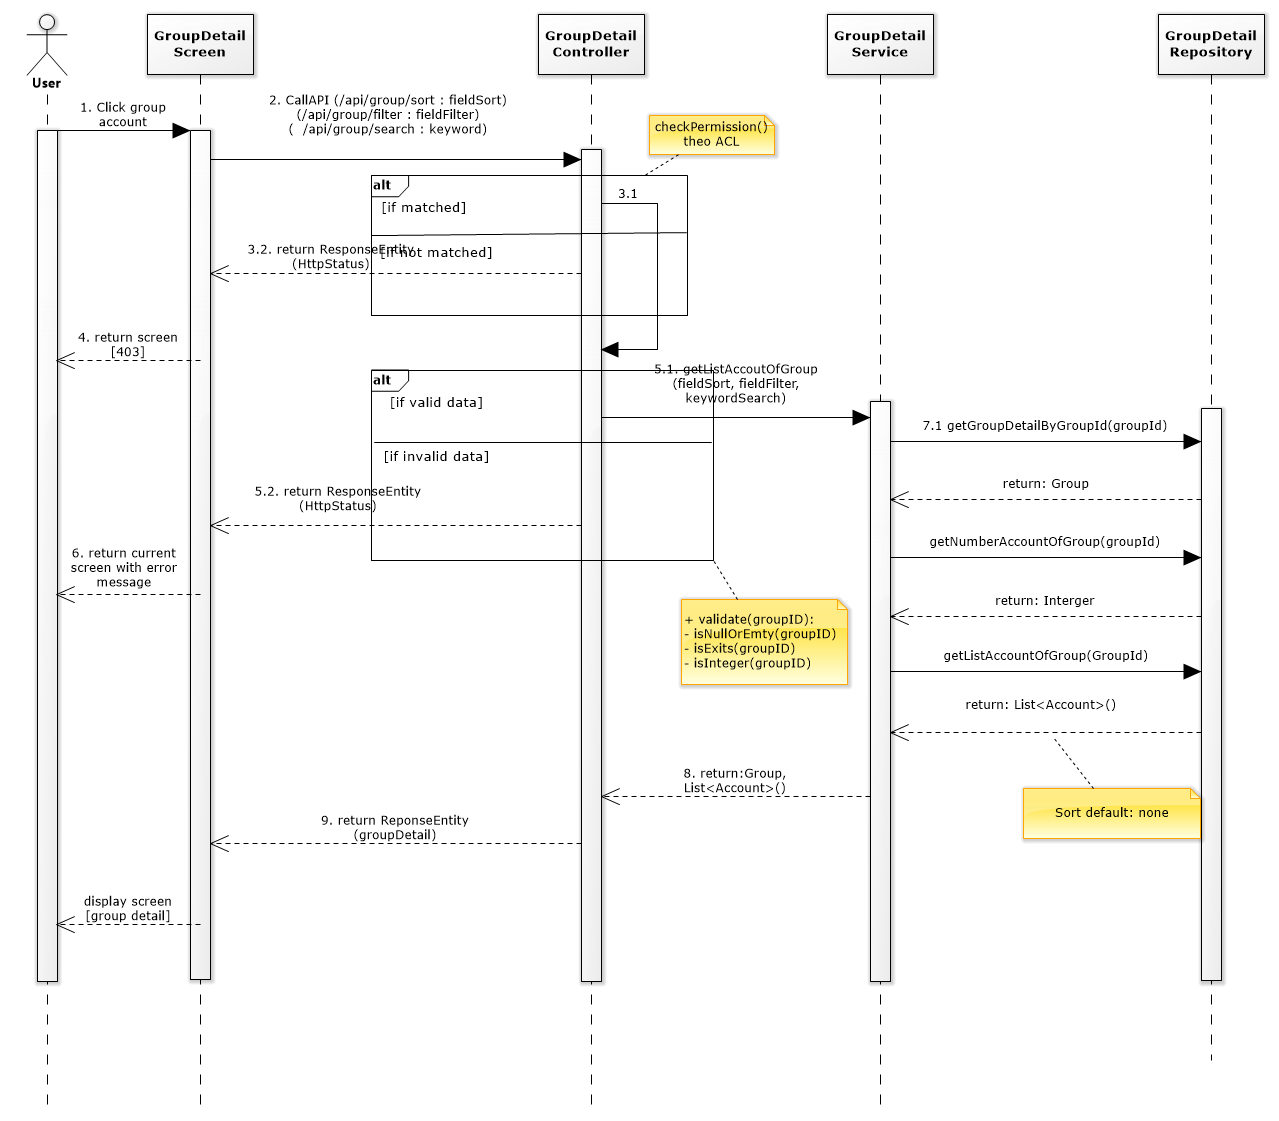 User
GroupDetail
Screen
GroupDetail
Controller
GroupDetail
Service
GroupDetail
Repository
1. Click group
account
2. CallAPI (/api/group/sort : fieldSort)
(/api/group/filter : fieldFilter)
( /api/group/search : keyword)
checkPermission()
theo ACL
alt
[if matched]
3.1
3.2. return ResponseEntity
(HttpStatus)
[if not matched]
4. return screen
[403]
alt
[if valid data]
5.1. getListAccoutOfGroup
(fieldSort, fieldFilter,
keywordSearch)
7.1 getGroupDetailByGroupId(groupId)
[if invalid data]
return: Group
5.2. return ResponseEntity
(HttpStatus)
getNumberAccountOfGroup(groupId)
6. return current
screen with error
message
return: Interger
+ validate(groupID):
- isNullOrEmty(groupID)
- isExits(groupID)
- isInteger(groupID)
getListAccountOfGroup(GroupId)
return: List<Account>()
8. return:Group,
List<Account>()
Sort default: none
9. return ReponseEntity
(groupDetail)
display screen
[group detail]